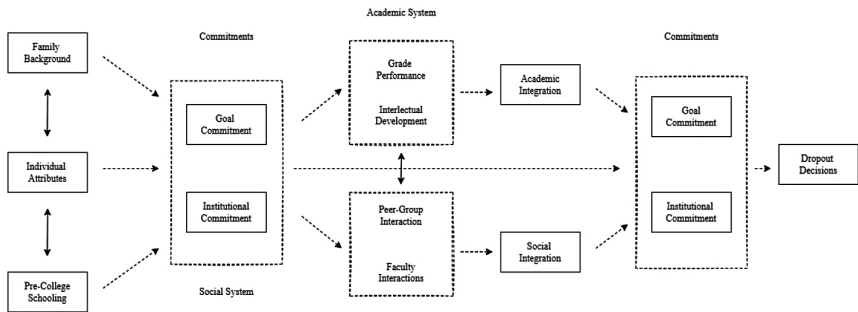 Academic System
Commitments
Commitments
Family
Background
Grade
Performance
Interlectual
Development
Academic
Integration
Goal
Commitment
Goal
Commitment
Individual
Attributes
Dropout
Decisions
Institutional
Commitment
Peer-Group
Interaction
Institutional
Commitment
Social
Integration
Faculty
Interactions
Pre-College
Schooling
Social System